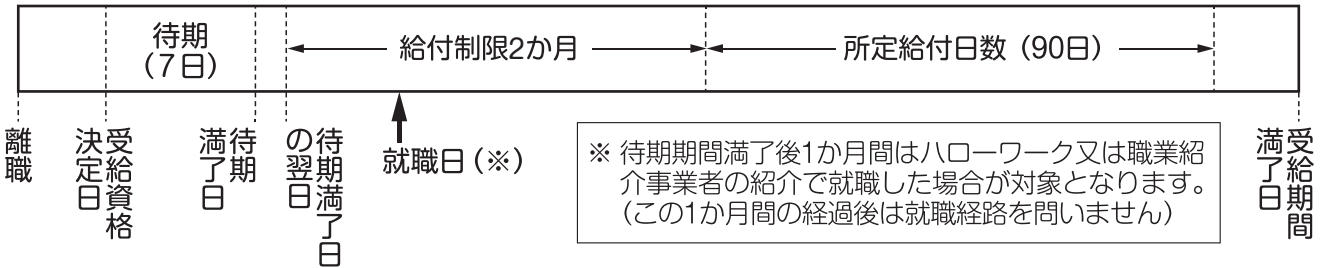 待期
（7日）
給付制限2か月
所定給付日数（90日）
離職
受給資格
決定日
待期
満了日
待期満了日
の翌日
就職日（※）
※ 待期期間満了後1か月間はハローワーク又は職業紹
介事業者の紹介で就職した場合が対象となります。
（この1か月間の経過後は就職経路を問いません）
受給期間
満了日